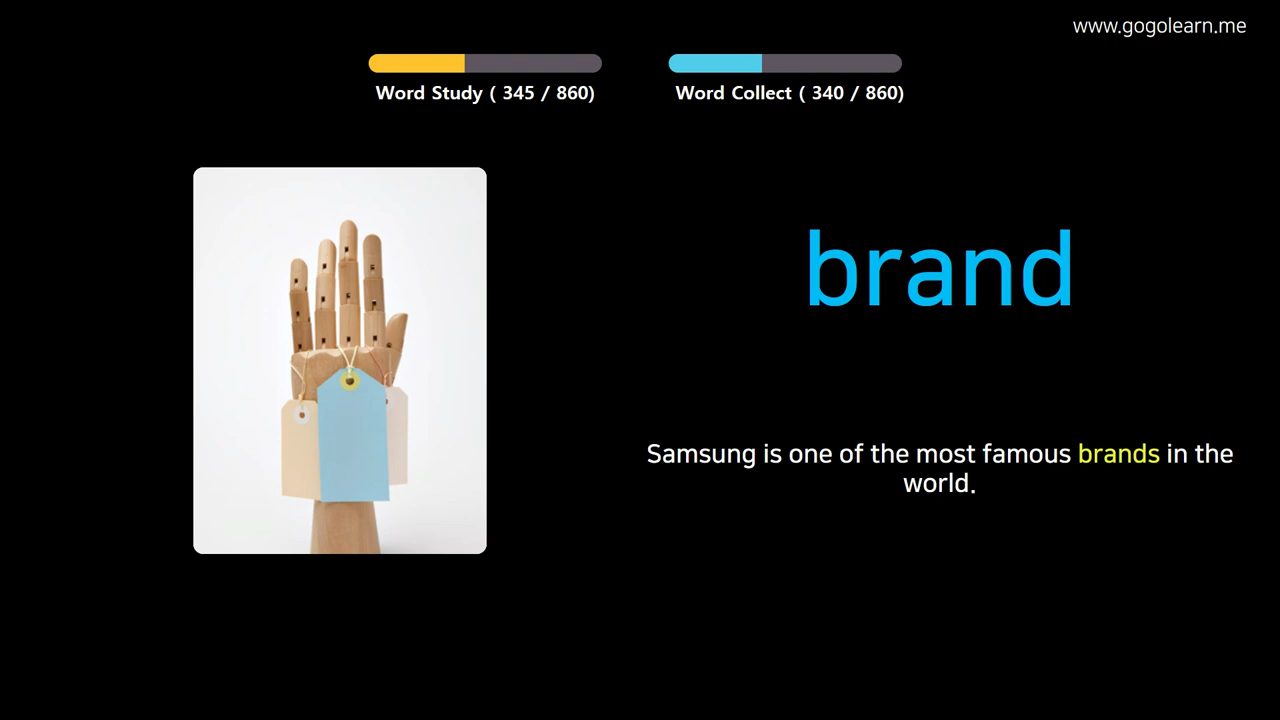 www.gogolearn.me
Word Study ( 345 / 860)
Word Collect ( 340 / 860)
brand
Samsung is one of the most famous brands in the
world.